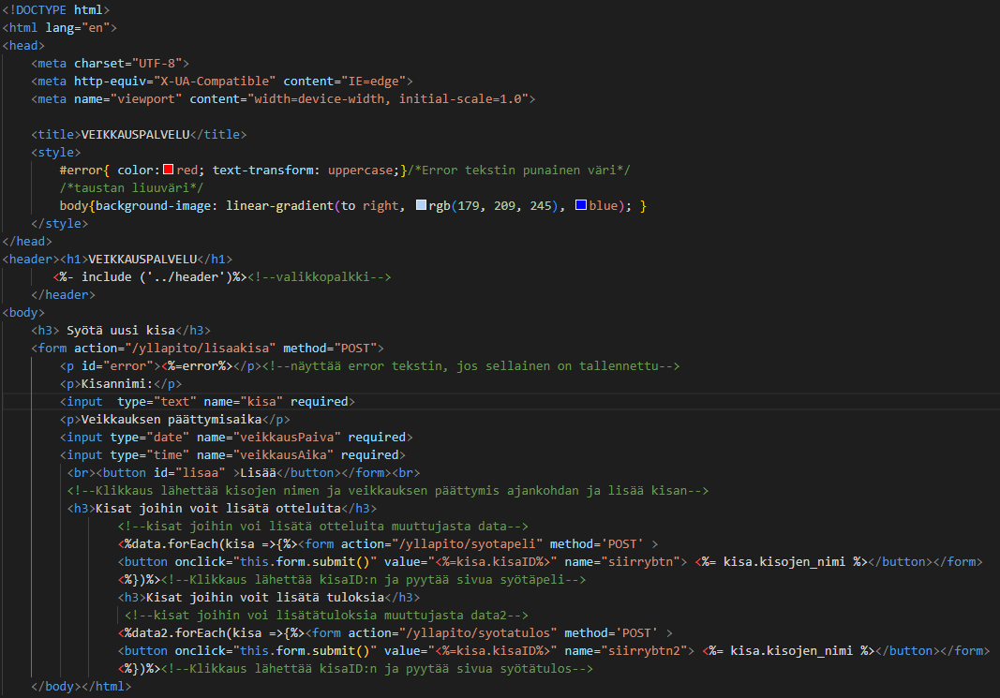 <!DOCTYPE html>
<html lang="en">
<head>
    <meta charset="UTF-8">
    <meta http-equiv="X-UA-Compatible" content="IE=edge">
    <meta name="viewport" content="width=device-width, initial-scale=1.0">
    <title>VEIKKAUSPALVELU</title>
    <style>
        #error{ color:red; text-transform: uppercase;}/*Error tekstin punainen väri*/
        /*taustan liuuväri*/
        body{background-image: linear-gradient(to right, rgb(179, 209, 245), blue); }
    </style>
</head>
<header><h1>VEIKKAUSPALVELU</h1>
       <%- include ('../header')%><!--valikkopalkki-->
    </header>
<body>
    <h3> Syötä uusi kisa</h3>
    <form action="/yllapito/lisaakisa" method="POST">
        <p id="error"><%=error%></p><!--näyttää error tekstin, jos sellainen on tallennettu-->
        <p>Kisannimi:</p>
        <input  type="text" name="kisa" required>
        <p>Veikkauksen päättymisaika</p>
        <input type="date" name="veikkausPaiva" required>
        <input type="time" name="veikkausAika" required>
         <br><button id="lisaa" >Lisää</button></form><br>
         <!--Klikkaus lähettää kisojen nimen ja veikkauksen päättymis ajankohdan ja lisää kisan-->
         <h3>Kisat joihin voit lisätä otteluita</h3>
                <!--kisat joihin voi lisätä otteluita muuttujasta data-->
                <%data.forEach(kisa =>{%><form action="/yllapito/syotapeli" method='POST' >
                <button onclick="this.form.submit()" value="<%=kisa.kisaID%>" name="siirrybtn"> <%= kisa.kisojen_nimi %></button></form>
                <%})%><!--Klikkaus lähettää kisaID:n ja pyytää sivua syötäpeli-->
                <h3>Kisat joihin voit lisätä tuloksia</h3>
                 <!--kisat joihin voi lisätätuloksia muuttujasta data2-->
                <%data2.forEach(kisa =>{%><form action="/yllapito/syotatulos" method='POST' >
                <button onclick="this.form.submit()" value="<%=kisa.kisaID%>" name="siirrybtn2"> <%= kisa.kisojen_nimi %></button></form>
                <%})%><!--Klikkaus lähettää kisaID:n ja pyytää sivua syötätulos-->
    </body></html>